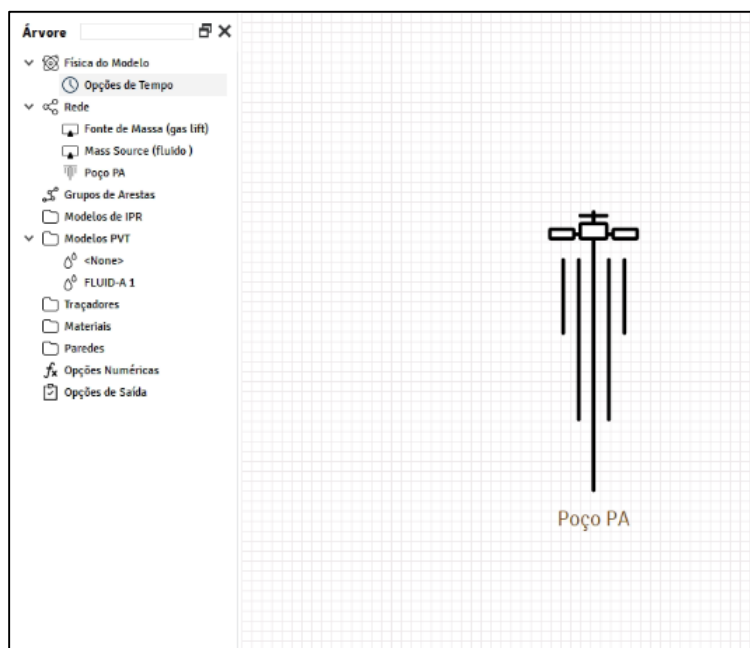 Árvore
Física do Modelo
Opções de Tempo
Rede
Fonte de Massa (gas lift)
Mass Source (fluído )
Poço PA
Grupos de Arestas
Modelos de IPR
Modelos PVT
<None>
FLUID-A 1
Traçadores
Materiais
Paredes
fx Opções Numéricas
Opções de Saída
Poço PA